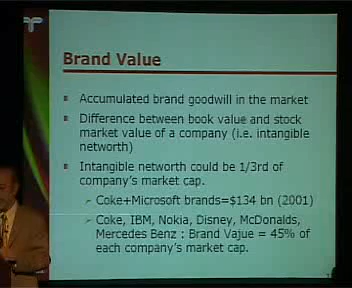 Brand Value
Accumulated brand goodwill in the market
Difference between book value and stock
market value of a company (i.e. intangible
networth)
Intangible networth could be 1/3rd of
company's market cap.
Coke+Microsoft brands=$134 bn (2001)
Coke, IBM, Nokia, Disney, McDonalds,
Mercedes Benz : Brand Vajue = 45% of
each company's market cap.